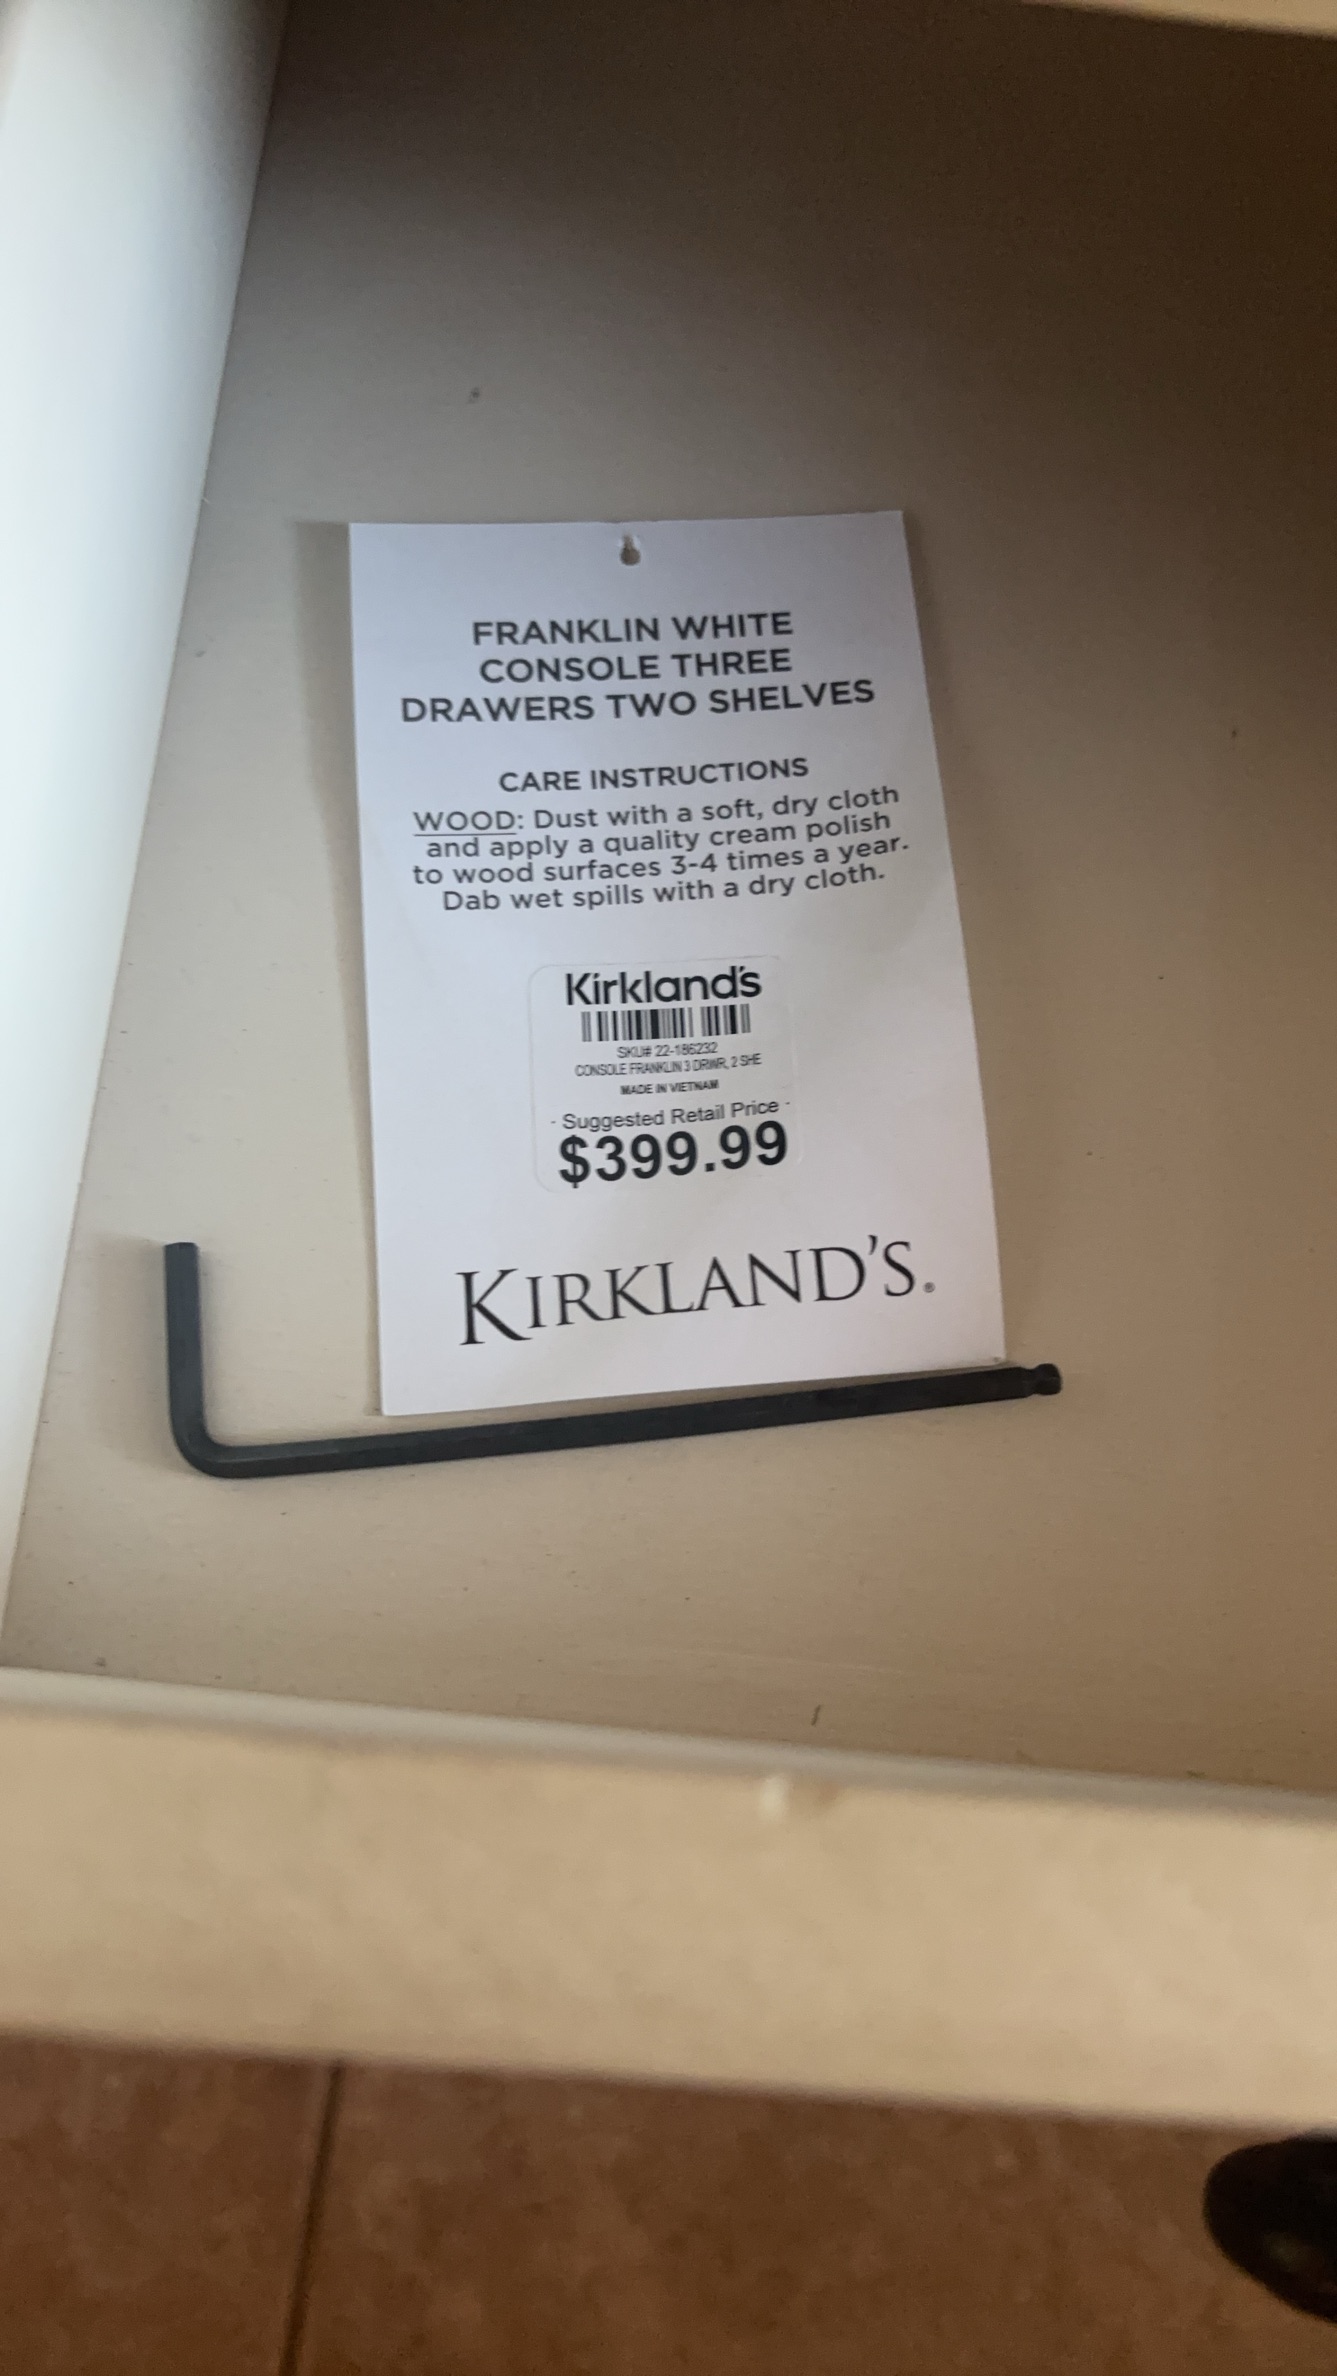 FRANKLIN WHITE
CONSOLE THREE
DRAWERS TWO SHELVES
CARE INSTRUCTIONS
WOOD: Dust with a soft, dry cloth
and apply a quality cream polish
to wood surfaces 3-4 times a year.
Dab wet spills with a dry cloth.
Kirkland's
SKU# 22-186232
CONSOLE FRANKLIN 3 DRWR, 2 SHE
MADE IN VIETNAM
- Suggested Retail Price -
$399.99
KIRKLAND'S®